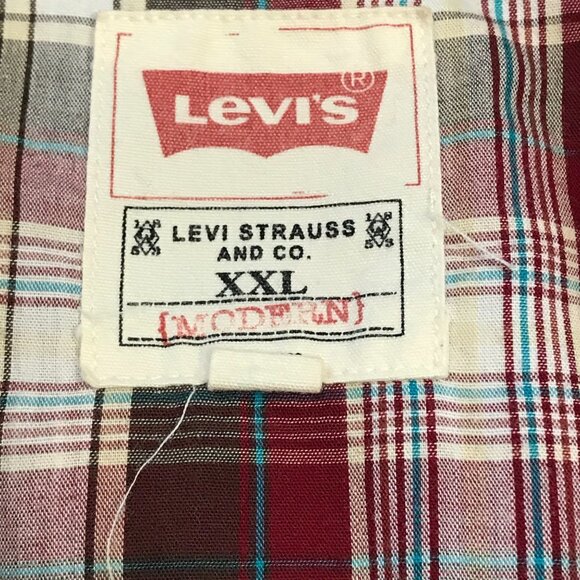 Levi's ®
LEVI STRAUSS
AND CO.
XXL
{MODERN}